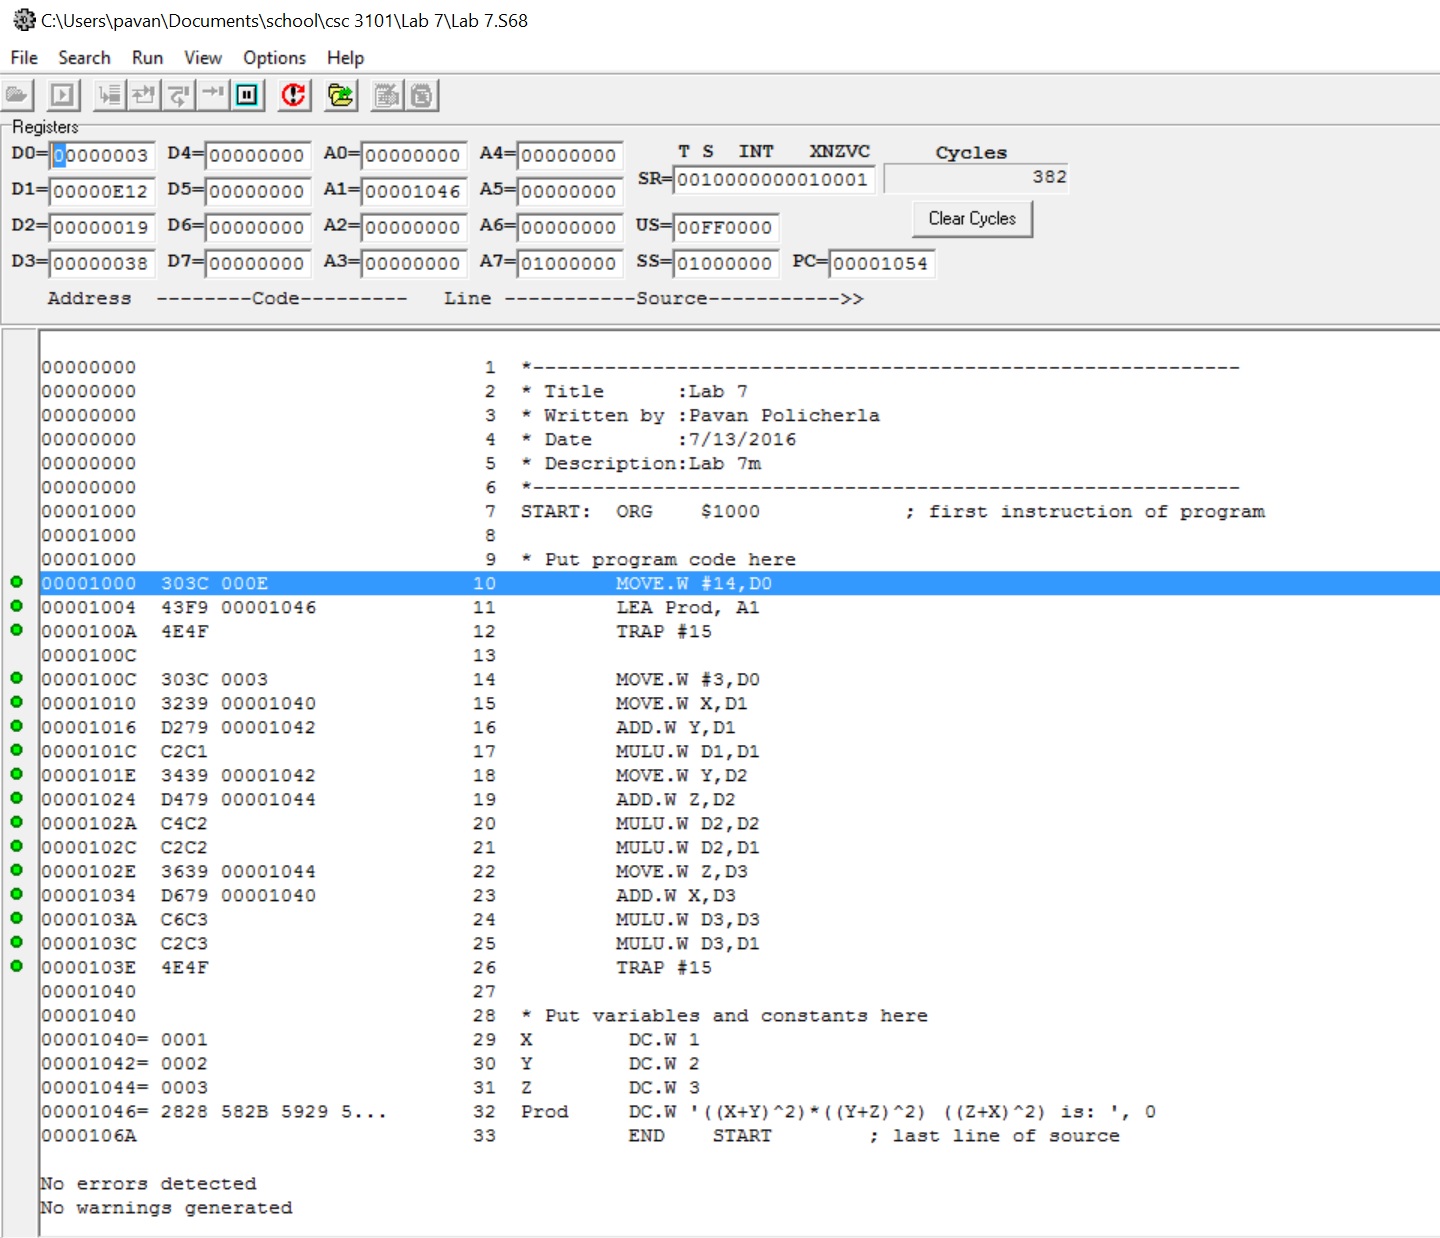 C:\Users\pavan\Documents\school\csc 3101\Lab 7\Lab 7.S68
File Search Run View Options Help
Registers
D0= 00000003 D4= 00000000 A0= 00000000 A4= 00000000 T S INT XNZVC Cycles
D1= 00000E12 D5= 00000000 A1= 00001046 A5= 00000000 SR= 0010000000010001 382
D2= 00000019 D6= 00000000 A2= 00000000 A6= 00000000 US= 00FF0000 Clear Cycles
D3= 00000038 D7= 00000000 A3= 00000000 A7= 01000000 SS= 01000000 PC= 00001054
Address --------Code--------- Line -----------Source----------->>
00000000 1 *-----------------------------------------------------------
00000000 2 * Title :Lab 7
00000000 3 * Written by :Pavan Policherla
00000000 4 * Date :7/13/2016
00000000 5 * Description:Lab 7m
00000000 6 *-----------------------------------------------------------
00001000 7 START: ORG $1000 ; first instruction of program
00001000 8
00001000 9 * Put program code here
00001000 303C 000E 10 MOVE.W #14,D0
00001004 43F9 00001046 11 LEA Prod, A1
0000100A 4E4F 12 TRAP #15
0000100C 13
0000100C 303C 0003 14 MOVE.W #3,D0
00001010 3239 00001040 15 MOVE.W X,D1
00001016 D279 00001042 16 ADD.W Y,D1
0000101C C2C1 17 MULU.W D1,D1
0000101E 3439 00001042 18 MOVE.W Y,D2
00001024 D479 00001044 19 ADD.W Z,D2
0000102A C4C2 20 MULU.W D2,D2
0000102C C2C2 21 MULU.W D2,D1
0000102E 3639 00001044 22 MOVE.W Z,D3
00001034 D679 00001040 23 ADD.W X,D3
0000103A C6C3 24 MULU.W D3,D3
0000103C C2C3 25 MULU.W D3,D1
0000103E 4E4F 26 TRAP #15
00001040 27
00001040 28 * Put variables and constants here
00001040= 0001 29 X DC.W 1
00001042= 0002 30 Y DC.W 2
00001044= 0003 31 Z DC.W 3
00001046= 2828 582B 5929 5... 32 Prod DC.W '((X+Y)^2)*((Y+Z)^2) ((Z+X)^2) is: ', 0
0000106A 33 END START ; last line of source
No errors detected
No warnings generated